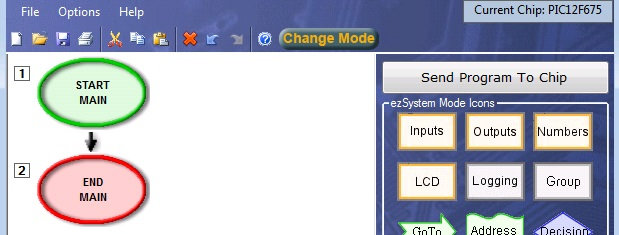 File Options Help
Current Chip: PIC12F675
Change Mode
1
START
MAIN
2
END
MAIN
Send Program To Chip
ezSystem Mode Icons
Inputs Outputs Numbers
LCD Logging Group
GoTo Address Decision